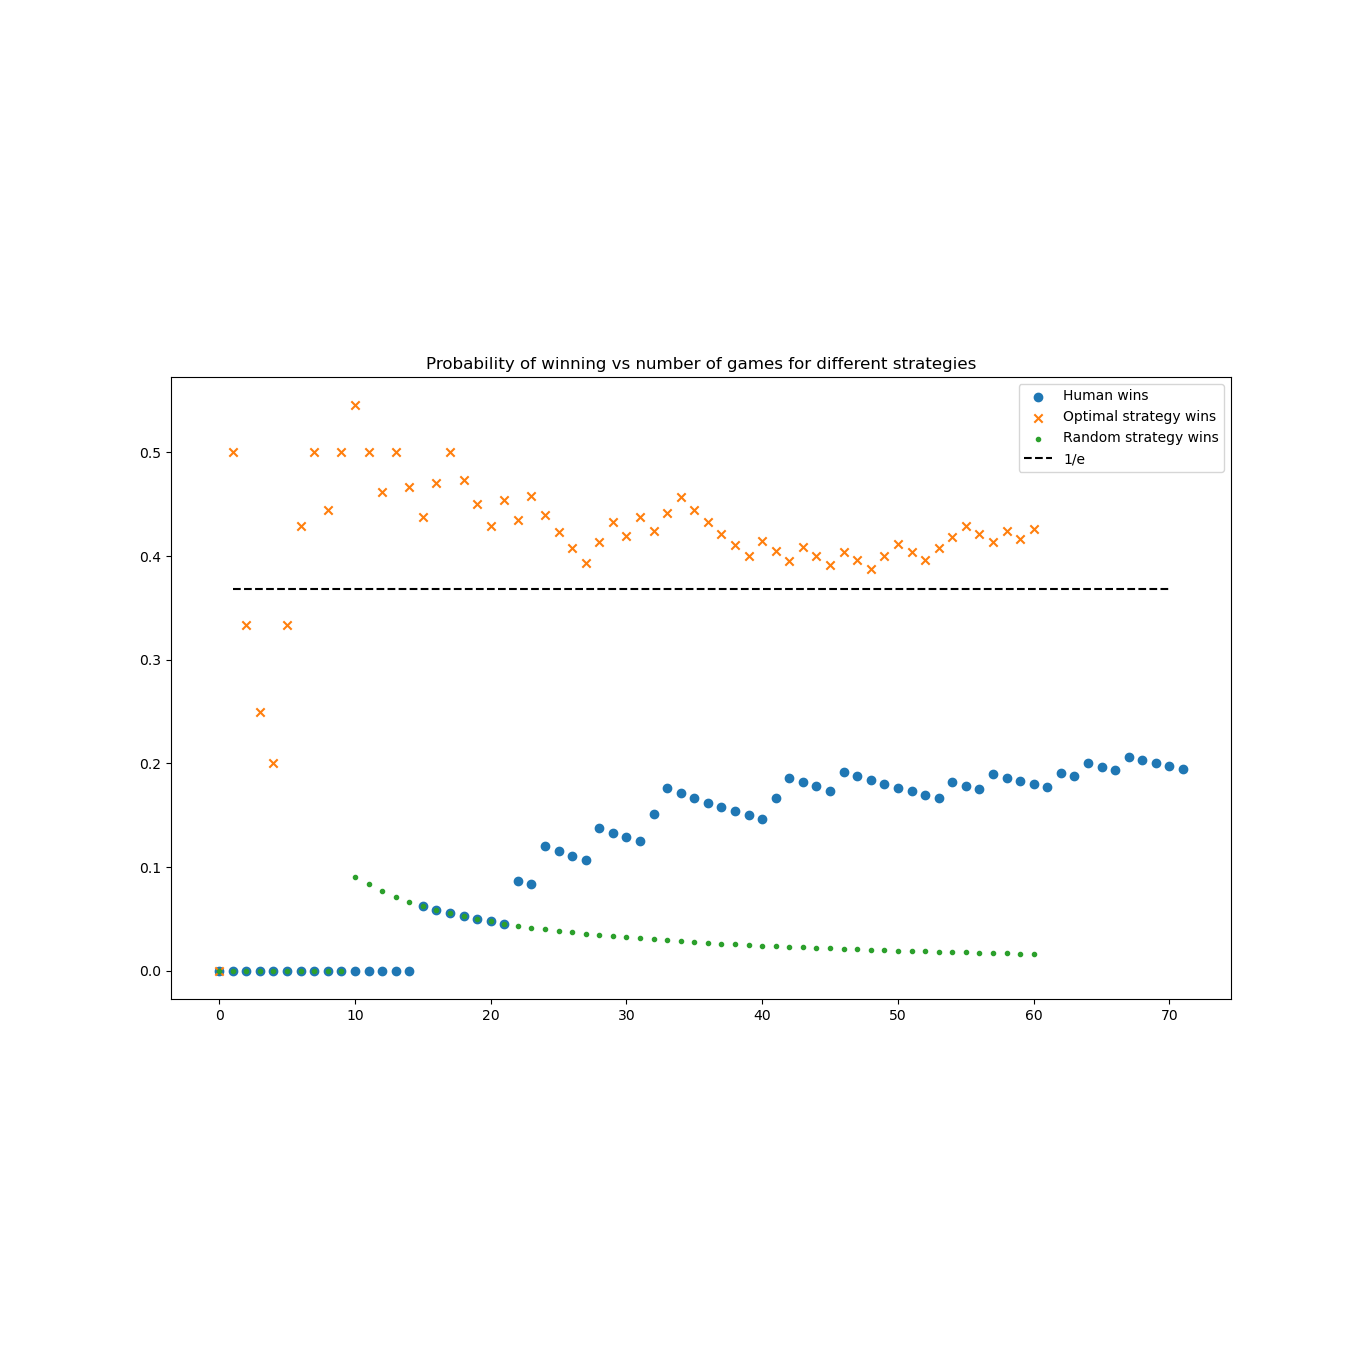 Probability of winning vs number of games for different strategies
Human wins
Optimal strategy wins
Random strategy wins
1/e
0.5
0.4
0.3
0.2
0.1
0.0
0 10 20 30 40 50 60 70